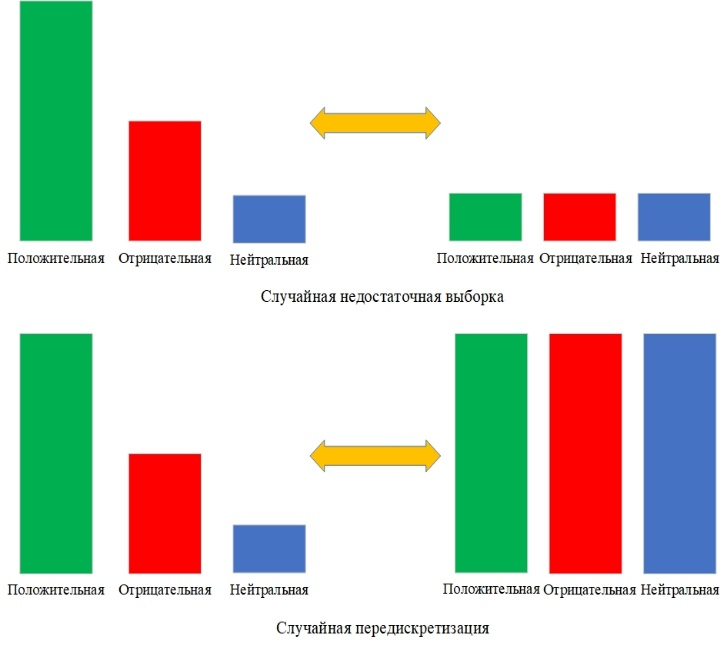 Положительная Отрицательная Нейтральная Положительная Отрицательная Нейтральная
Случайная недостаточная выборка
Положительная Отрицательная Нейтральная Положительная Отрицательная Нейтральная
Случайная передискретизация